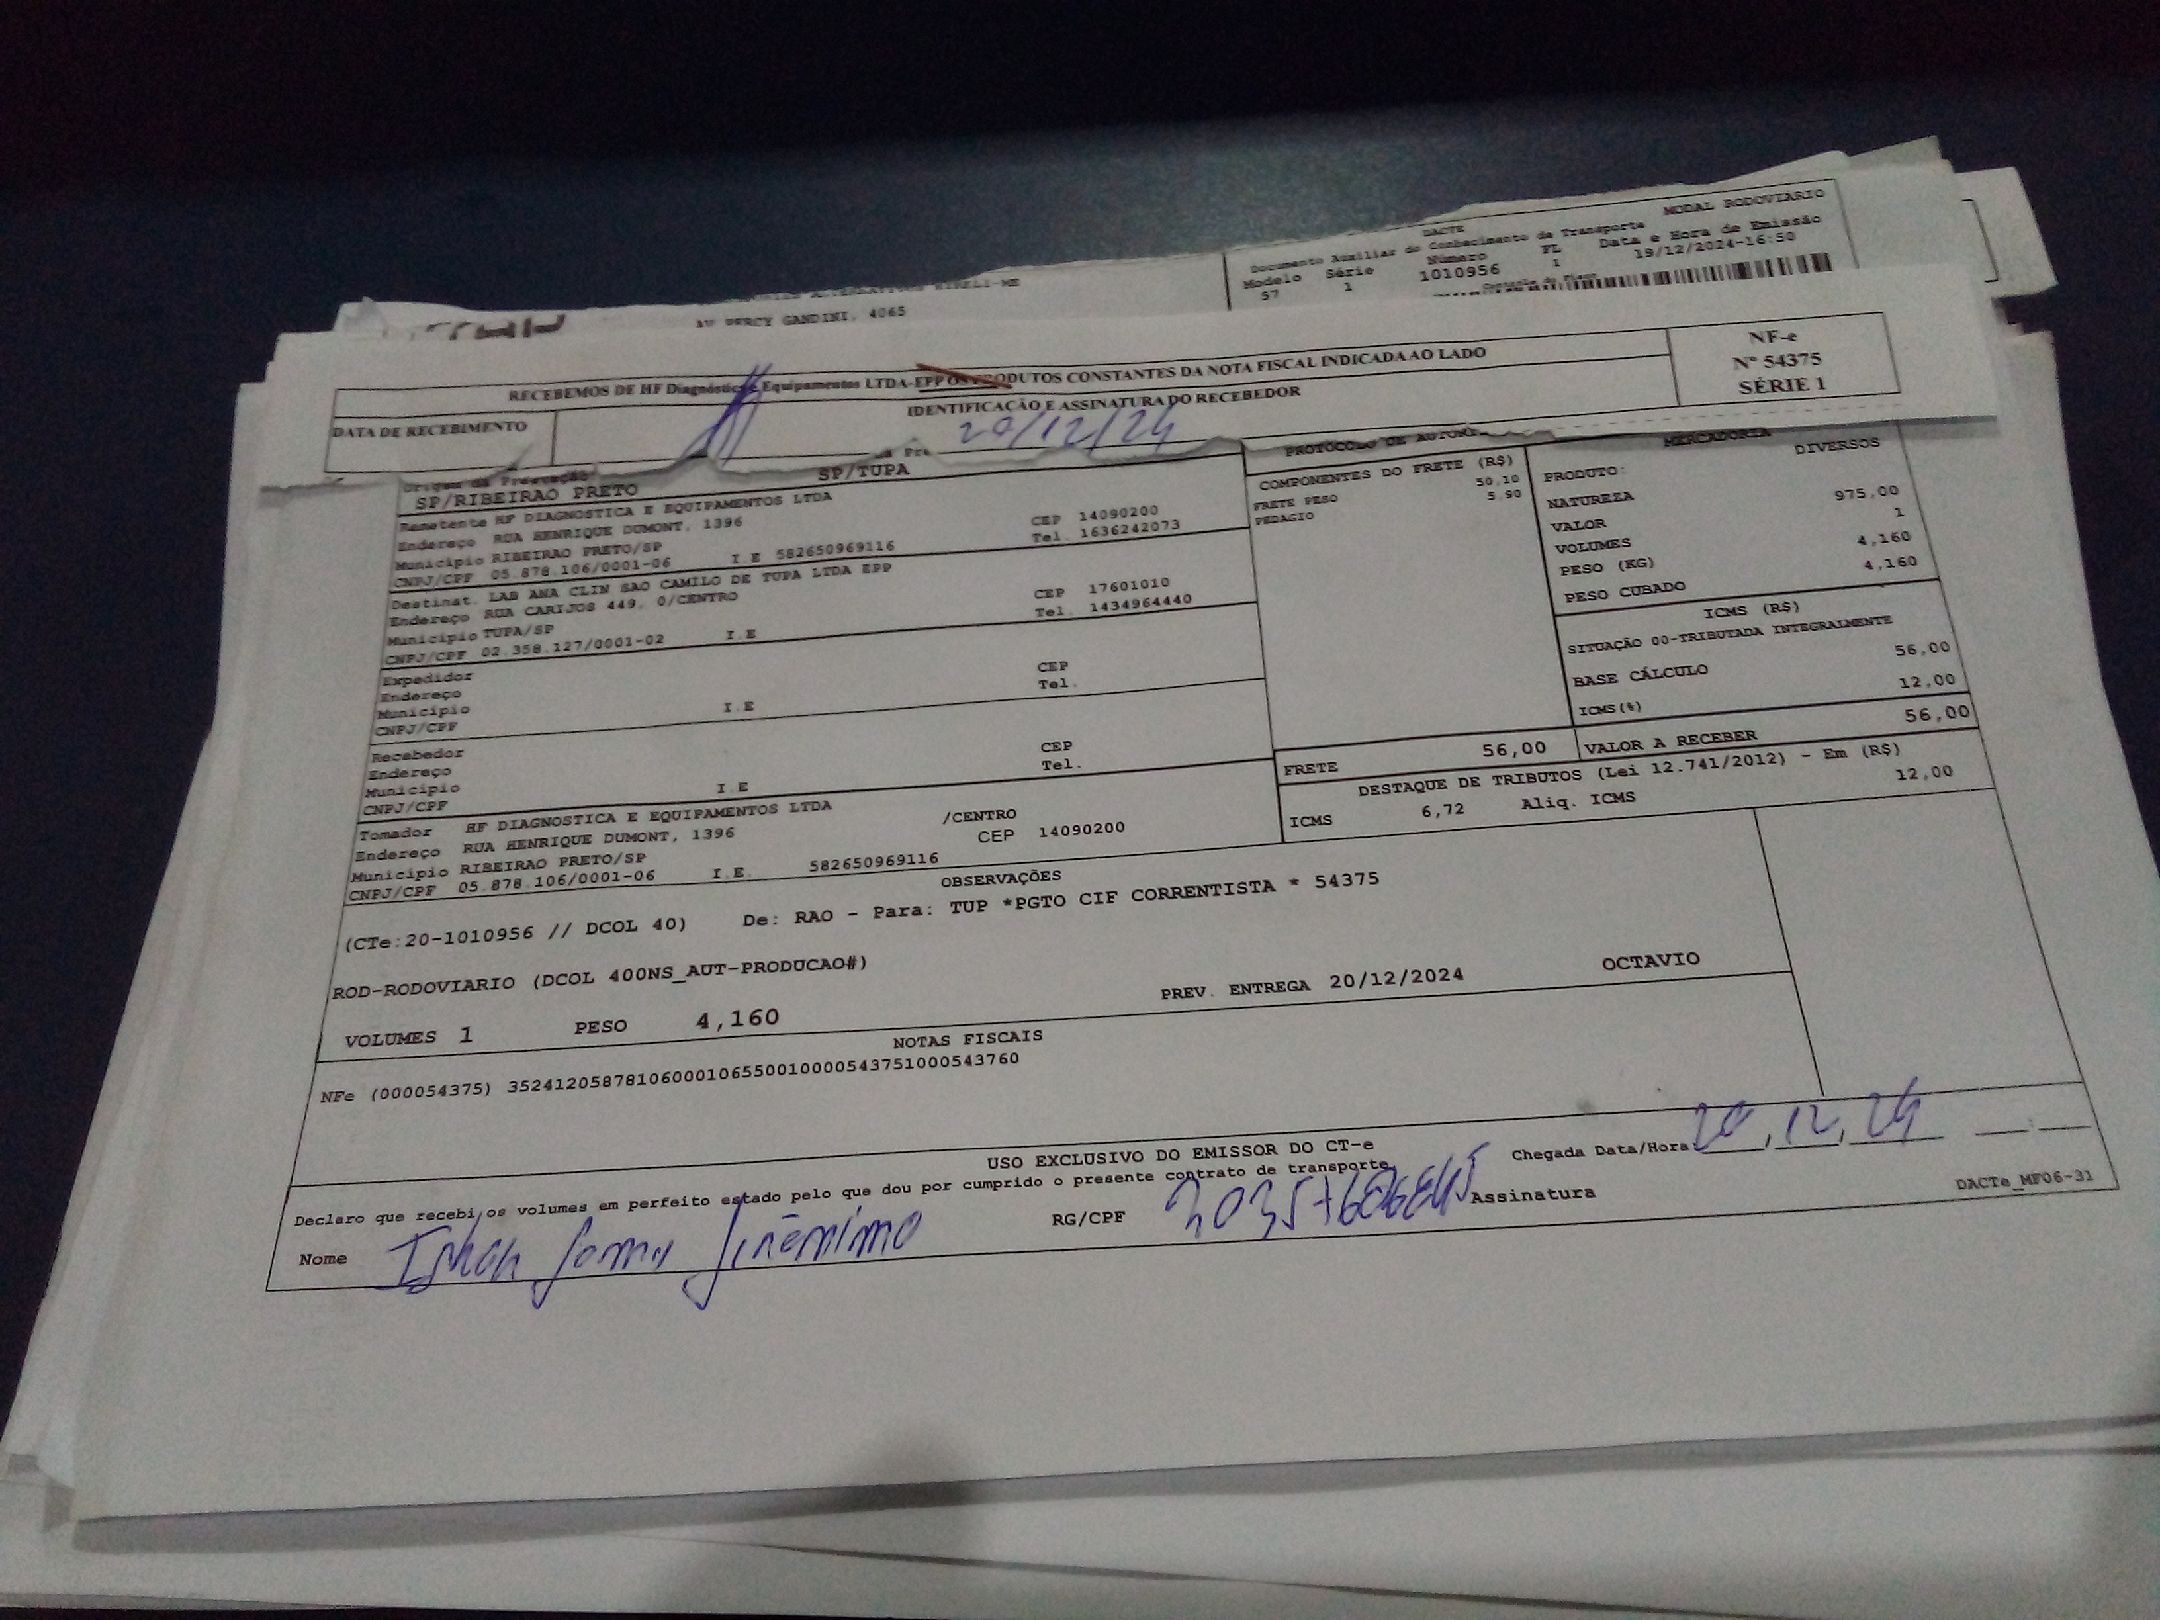 DACTE MODAL RODOVIARIO
Documento Auxiliar do Conhecimento de Transporte
Modelo Série Número FL Data e Hora de Emissão
57 1 1010956 1 19/12/2024-16:50
AV PERCY GANDINI, 4065
RECEBEMOS DE HF Diagnóstica e Equipamentos LTDA-EPP OS PRODUTOS CONSTANTES DA NOTA FISCAL INDICADA AO LADO
NF-e
Nº 54375
SÉRIE 1
DATA DE RECEBIMENTO
IDENTIFICAÇÃO E ASSINATURA DO RECEBEDOR
20/12/24
Origem da Prestação
SP/RIBEIRAO PRETO SP/TUPA
Remetente HF DIAGNOSTICA E EQUIPAMENTOS LTDA
Endereço RUA HENRIQUE DUMONT, 1396 CEP 14090200
Município RIBEIRAO PRETO/SP Tel. 1636242073
CNPJ/CPF 05.878.106/0001-06 I.E 582650969116
Destinat. LAB ANA CLIN SAO CAMILO DE TUPA LTDA EPP
Endereço RUA CARIJOS 449, 0/CENTRO CEP 17601010
Município TUPA/SP Tel. 1434964440
CNPJ/CPF 02.358.127/0001-02 I.E
Expedidor
Endereço CEP
Município Tel.
CNPJ/CPF I.E
Recebedor
Endereço CEP
Município Tel.
CNPJ/CPF I.E
Tomador HF DIAGNOSTICA E EQUIPAMENTOS LTDA
Endereço RUA HENRIQUE DUMONT, 1396 /CENTRO
Município RIBEIRAO PRETO/SP CEP 14090200
CNPJ/CPF 05.878.106/0001-06 I.E. 582650969116
PROTOCOLO DE
COMPONENTES DO FRETE (R$)
FRETE PESO 50,10
PEDAGIO 5,90
MERCADORIA
PRODUTO: DIVERSOS
NATUREZA
VALOR 975,00
VOLUMES 1
PESO (KG) 4,160
PESO CUBADO 4,160
ICMS (R$)
SITUAÇÃO 00-TRIBUTADA INTEGRALMENTE
BASE CÁLCULO 56,00
ICMS(%) 12,00
FRETE 56,00 VALOR A RECEBER 56,00
DESTAQUE DE TRIBUTOS (Lei 12.741/2012) - Em (R$)
ICMS 6,72 Aliq. ICMS 12,00
OBSERVAÇÕES
(CTe:20-1010956 // DCOL 40) De: RAO - Para: TUP *PGTO CIF CORRENTISTA * 54375
ROD-RODOVIARIO (DCOL 400NS_AUT-PRODUCAO#)
VOLUMES 1 PESO 4,160 PREV. ENTREGA 20/12/2024 OCTAVIO
NOTAS FISCAIS
NFe (000054375) 35241205878106000106550010000543751000543760
USO EXCLUSIVO DO EMISSOR DO CT-e
Declaro que recebi os volumes em perfeito estado pelo que dou por cumprido o presente contrato de transporte.
Chegada Data/Hora 20, 12, 24
Nome RG/CPF Assinatura
DACTe_MF06-31